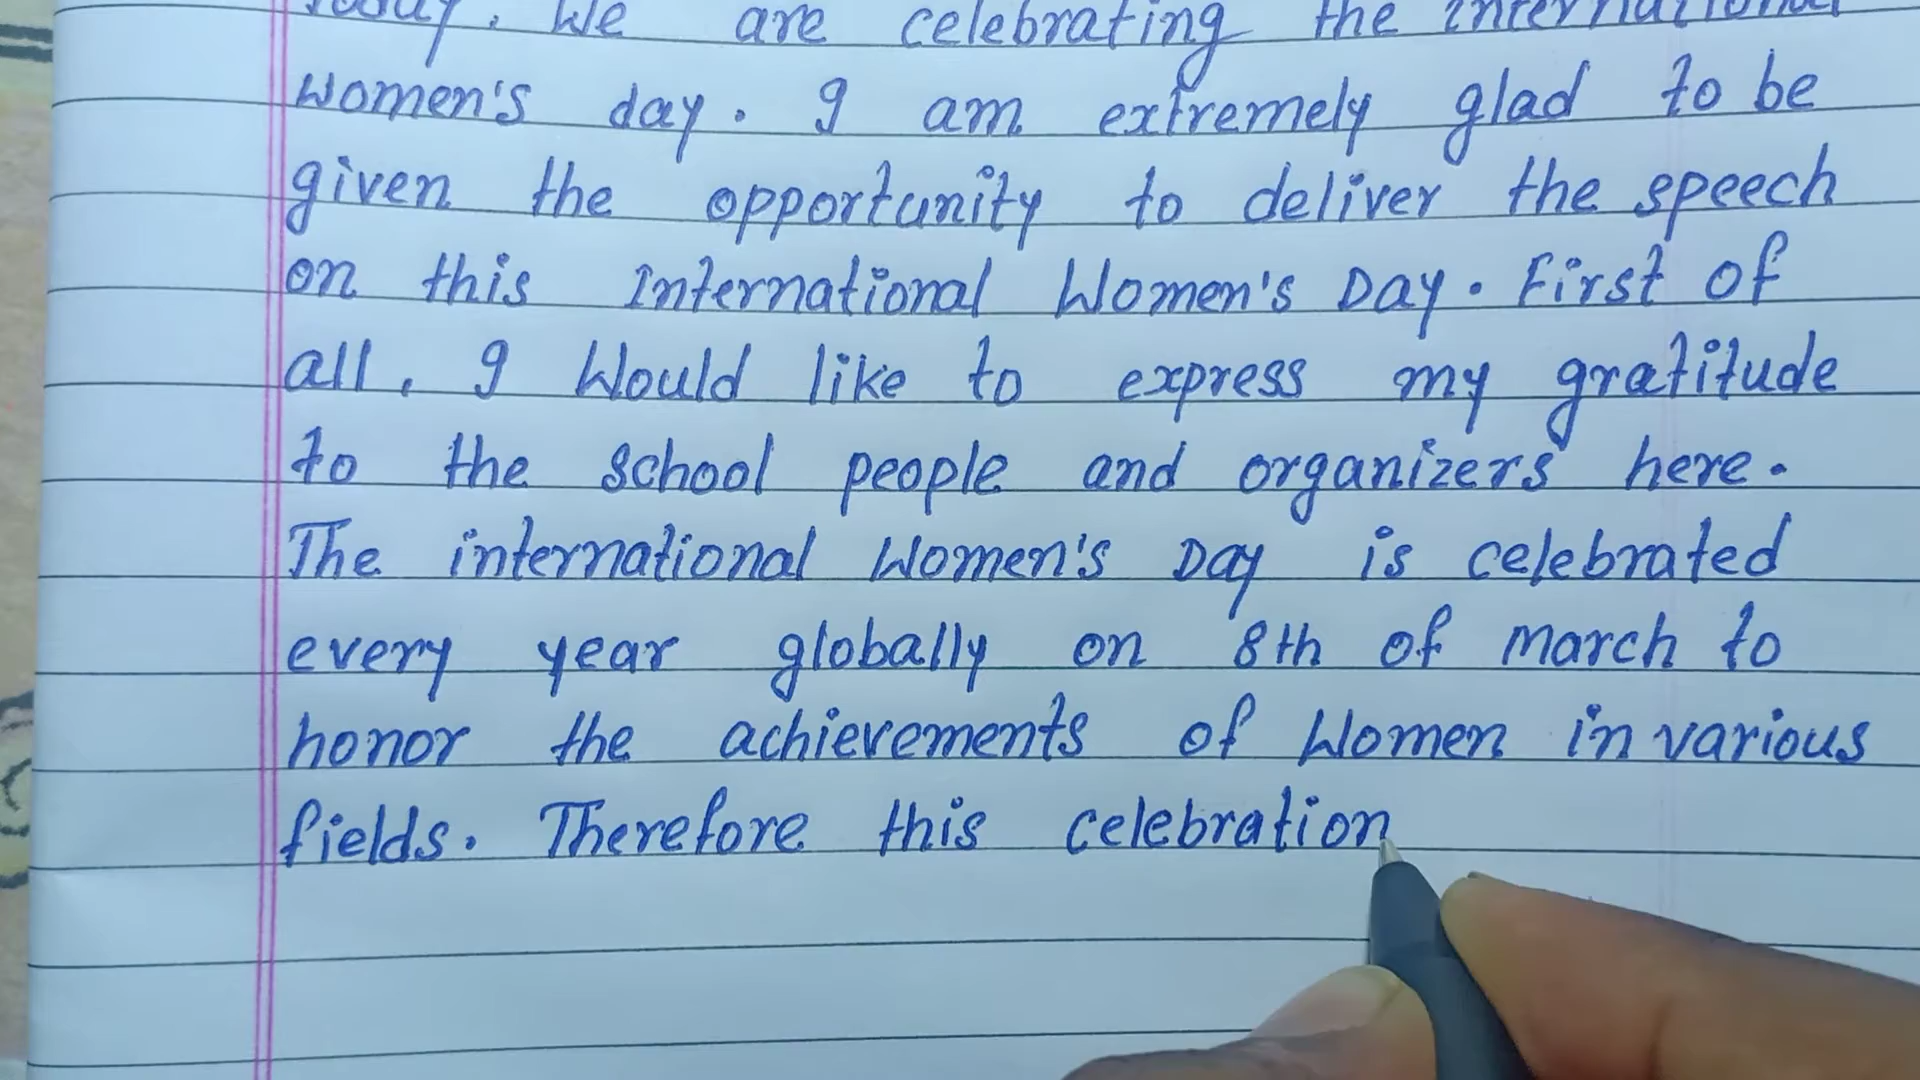 Today, We are celebrating the International
Women's day. I am extremely glad to be
given the opportunity to deliver the speech
on this International Women's Day. First of
all, I Would like to express my gratitude
to the school people and organizers here.
The international Women's Day is celebrated
every year globally on 8th of march to
honor the achievements of Women in various
fields. Therefore this celebration